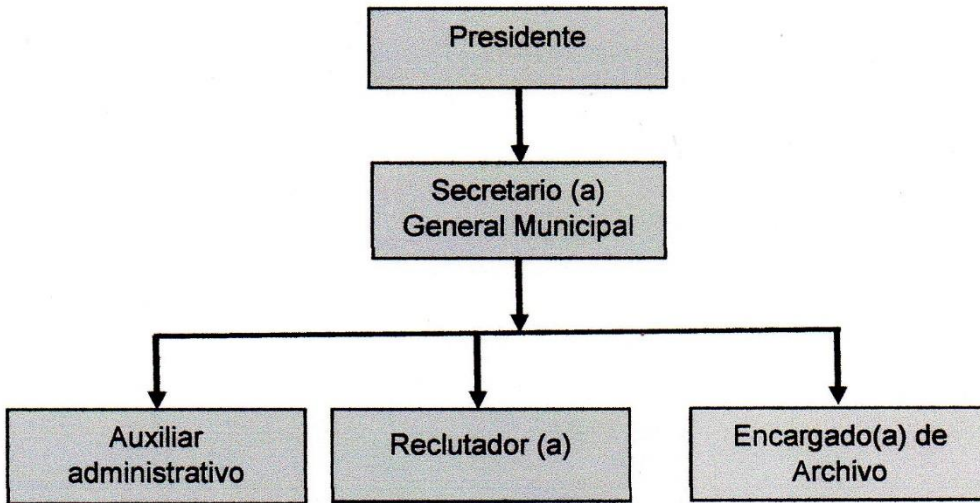 Presidente
Secretario (a)
General Municipal
Auxiliar
administrativo
Reclutador (a)
Encargado(a) de
Archivo